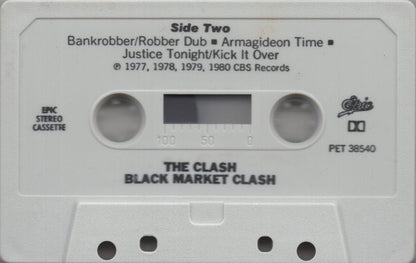 Side Two
Bankrobber/Robber Dub ■ Armagideon Time ■
Justice Tonight/Kick It Over
℗ 1977, 1978, 1979, 1980 CBS Records
EPIC
STEREO
CASSETTE
100 50 0
Epic
DD
PET 38540
THE CLASH
BLACK MARKET CLASH